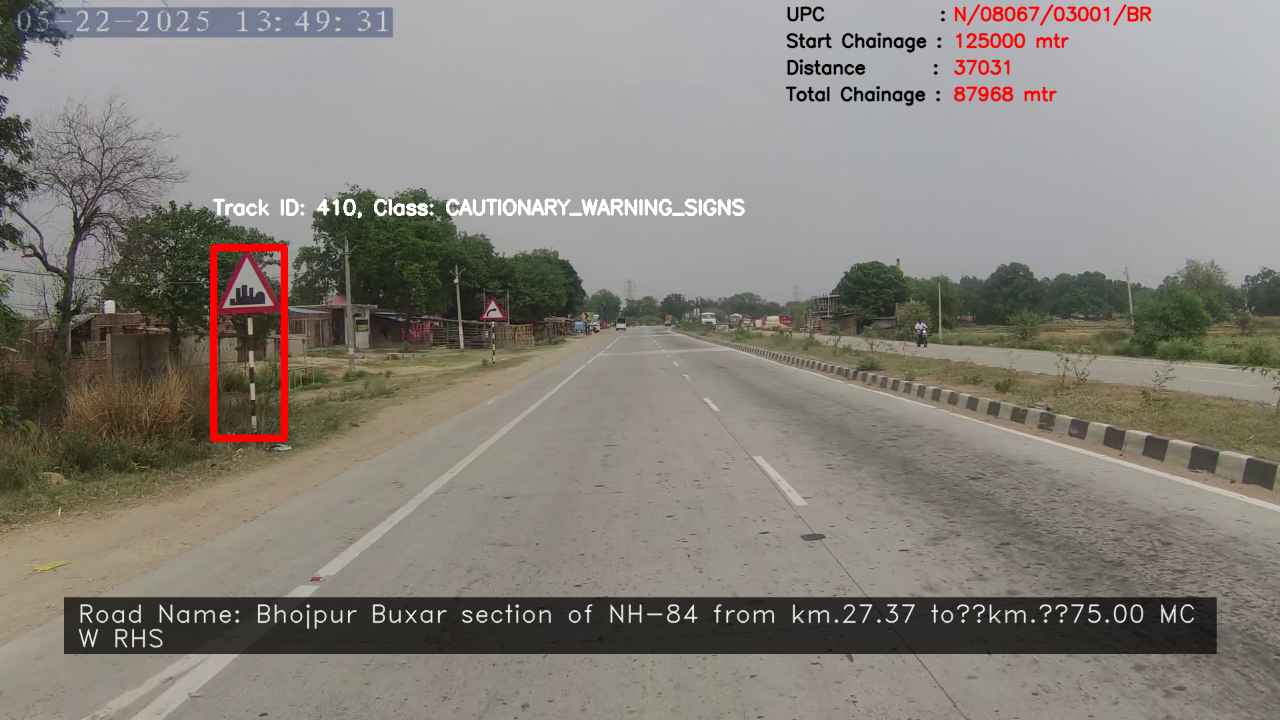 05-22-2025 13:49:31
UPC : N/08067/03001/BR
Start Chainage : 125000 mtr
Distance : 37031
Total Chainage : 87968 mtr
Track ID: 410, Class: CAUTIONARY_WARNING_SIGNS
Road Name: Bhojpur Buxar section of NH-84 from km.27.37 to??km.??75.00 MC
W RHS